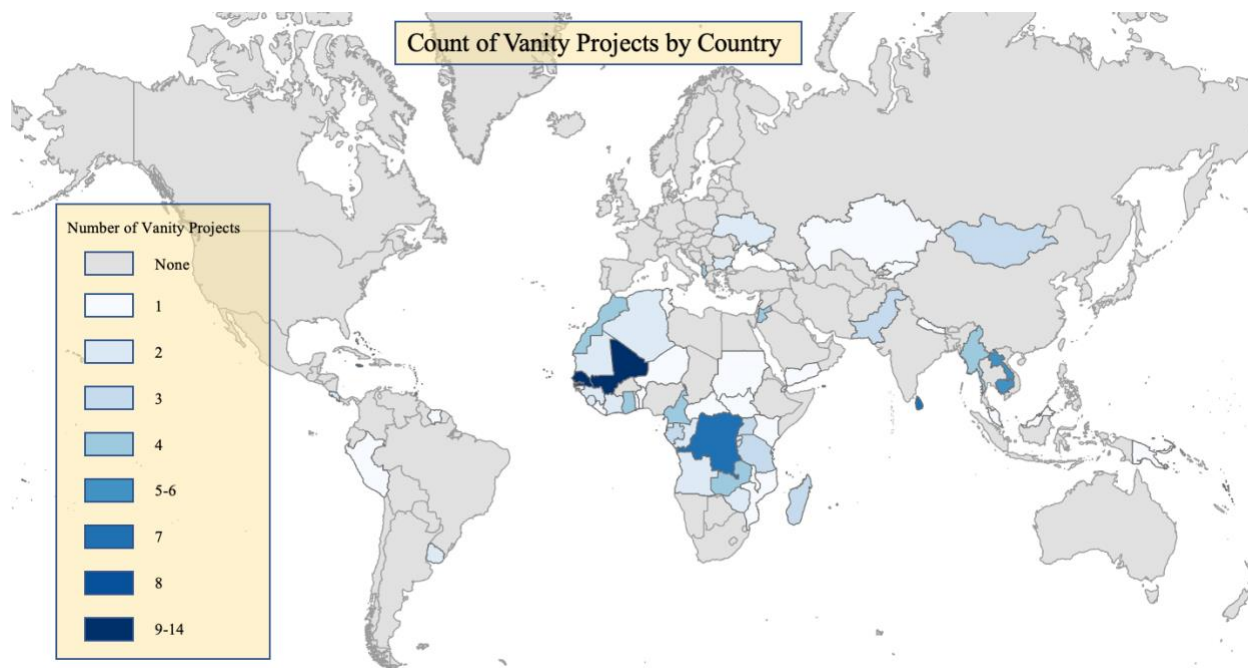 Count of Vanity Projects by Country
Number of Vanity Projects
None
1
2
3
4
5-6
7
8
9-14